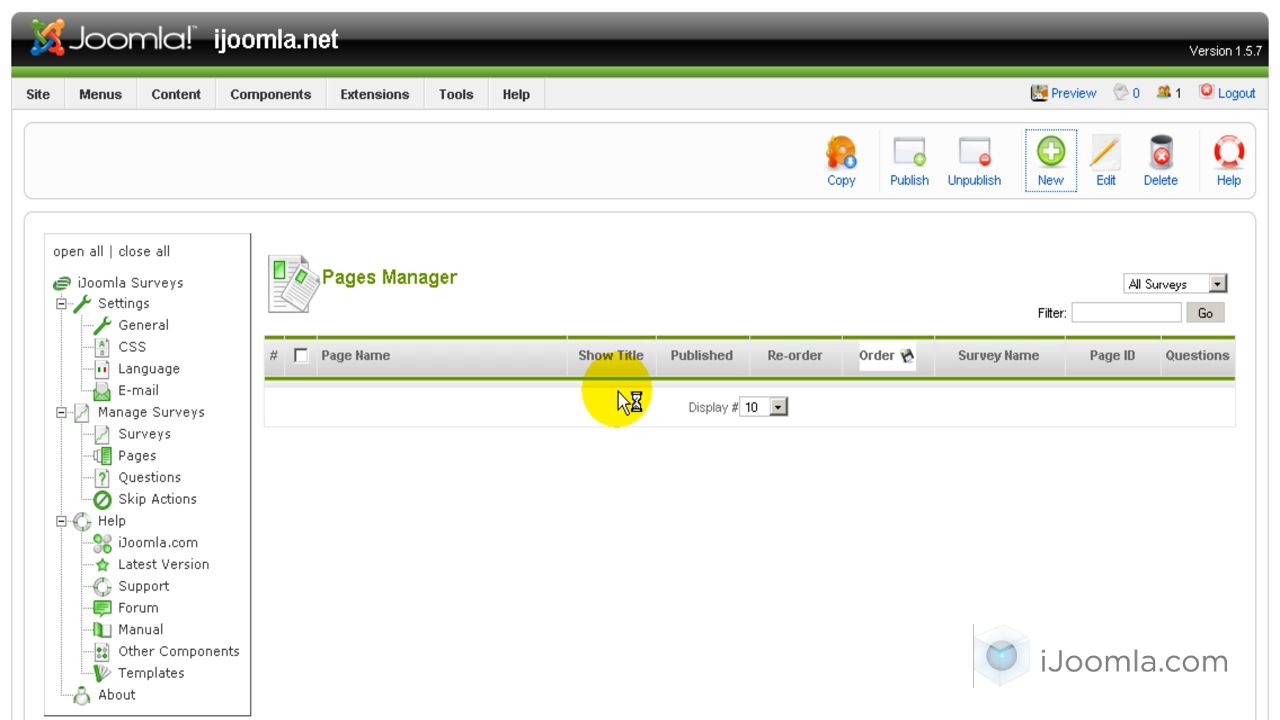 Joomla! ijoomla.net
Version 1.5.7
Site Menus Content Components Extensions Tools Help Preview 0 1 Logout
Copy Publish Unpublish New Edit Delete Help
open all | close all
iJoomla Surveys
Settings
General
CSS
Language
E-mail
Manage Surveys
Surveys
Pages
Questions
Skip Actions
Help
iJoomla.com
Latest Version
Support
Forum
Manual
Other Components
Templates
About
Pages Manager
All Surveys
Filter: Go
# Page Name Show Title Published Re-order Order Survey Name Page ID Questions
Display # 10
iJoomla.com